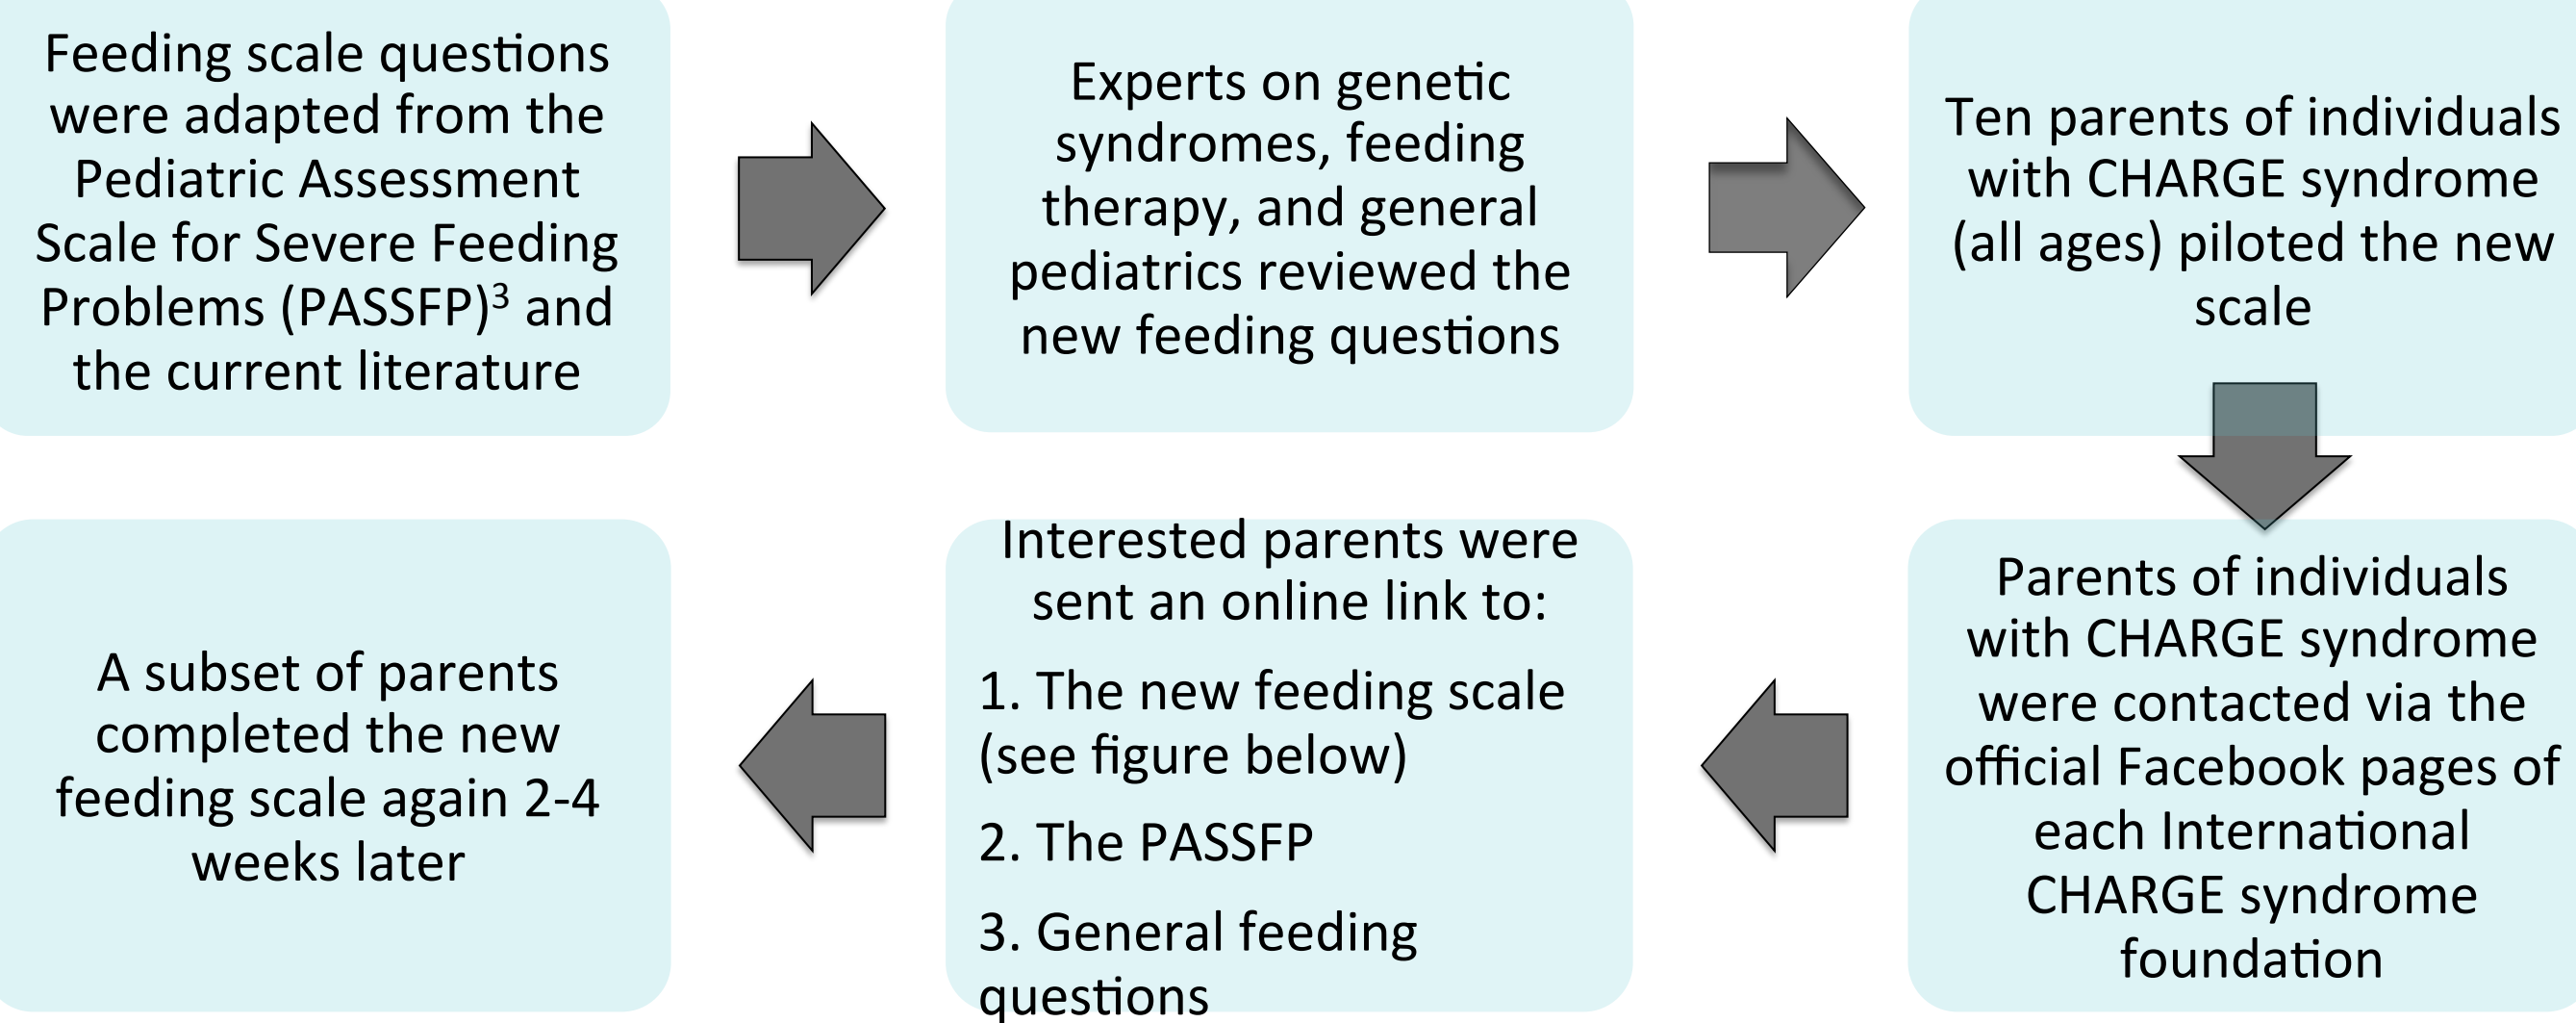 Feeding scale questions
were adapted from the
Pediatric Assessment
Scale for Severe Feeding
Problems (PASSFP)³ and
the current literature
Experts on genetic
syndromes, feeding
therapy, and general
pediatrics reviewed the
new feeding questions
Ten parents of individuals
with CHARGE syndrome
(all ages) piloted the new
scale
Parents of individuals
with CHARGE syndrome
were contacted via the
official Facebook pages of
each International
CHARGE syndrome
foundation
Interested parents were
sent an online link to:
1. The new feeding scale
(see figure below)
2. The PASSFP
3. General feeding
questions
A subset of parents
completed the new
feeding scale again 2-4
weeks later